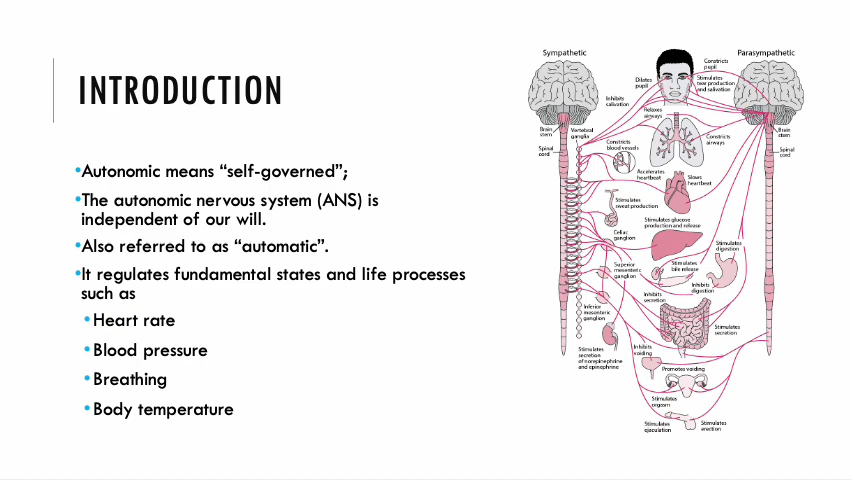 INTRODUCTION
•Autonomic means “self-governed”;
•The autonomic nervous system (ANS) is
independent of our will.
•Also referred to as “automatic”.
•It regulates fundamental states and life processes
such as
•Heart rate
•Blood pressure
•Breathing
•Body temperature
Sympathetic
Parasympathetic
Constricts
pupil
Dilates
pupil
Stimulates
tear production
and salivation
Inhibits
salivation
Relaxes
airways
Brain
stem
Vertebral
ganglia
Brain
stem
Spinal
cord
Constricts
blood vessels
Constricts
airways
Spinal
cord
Accelerates
heartbeat
Slows
heartbeat
Stimulates
sweat production
Stimulates glucose
production and release
Celiac
ganglion
Stimulates
digestion
Superior
mesenteric
ganglion
Stimulates
bile release
Inhibits
digestion
Inhibits
secretion
Inferior
mesenteric
ganglion
Stimulates
secretion
Stimulates
secretion
of norepinephrine
and epinephrine
Inhibits
voiding
Promotes voiding
Stimulates
orgasm
Stimulates
ejaculation
Stimulates
erection